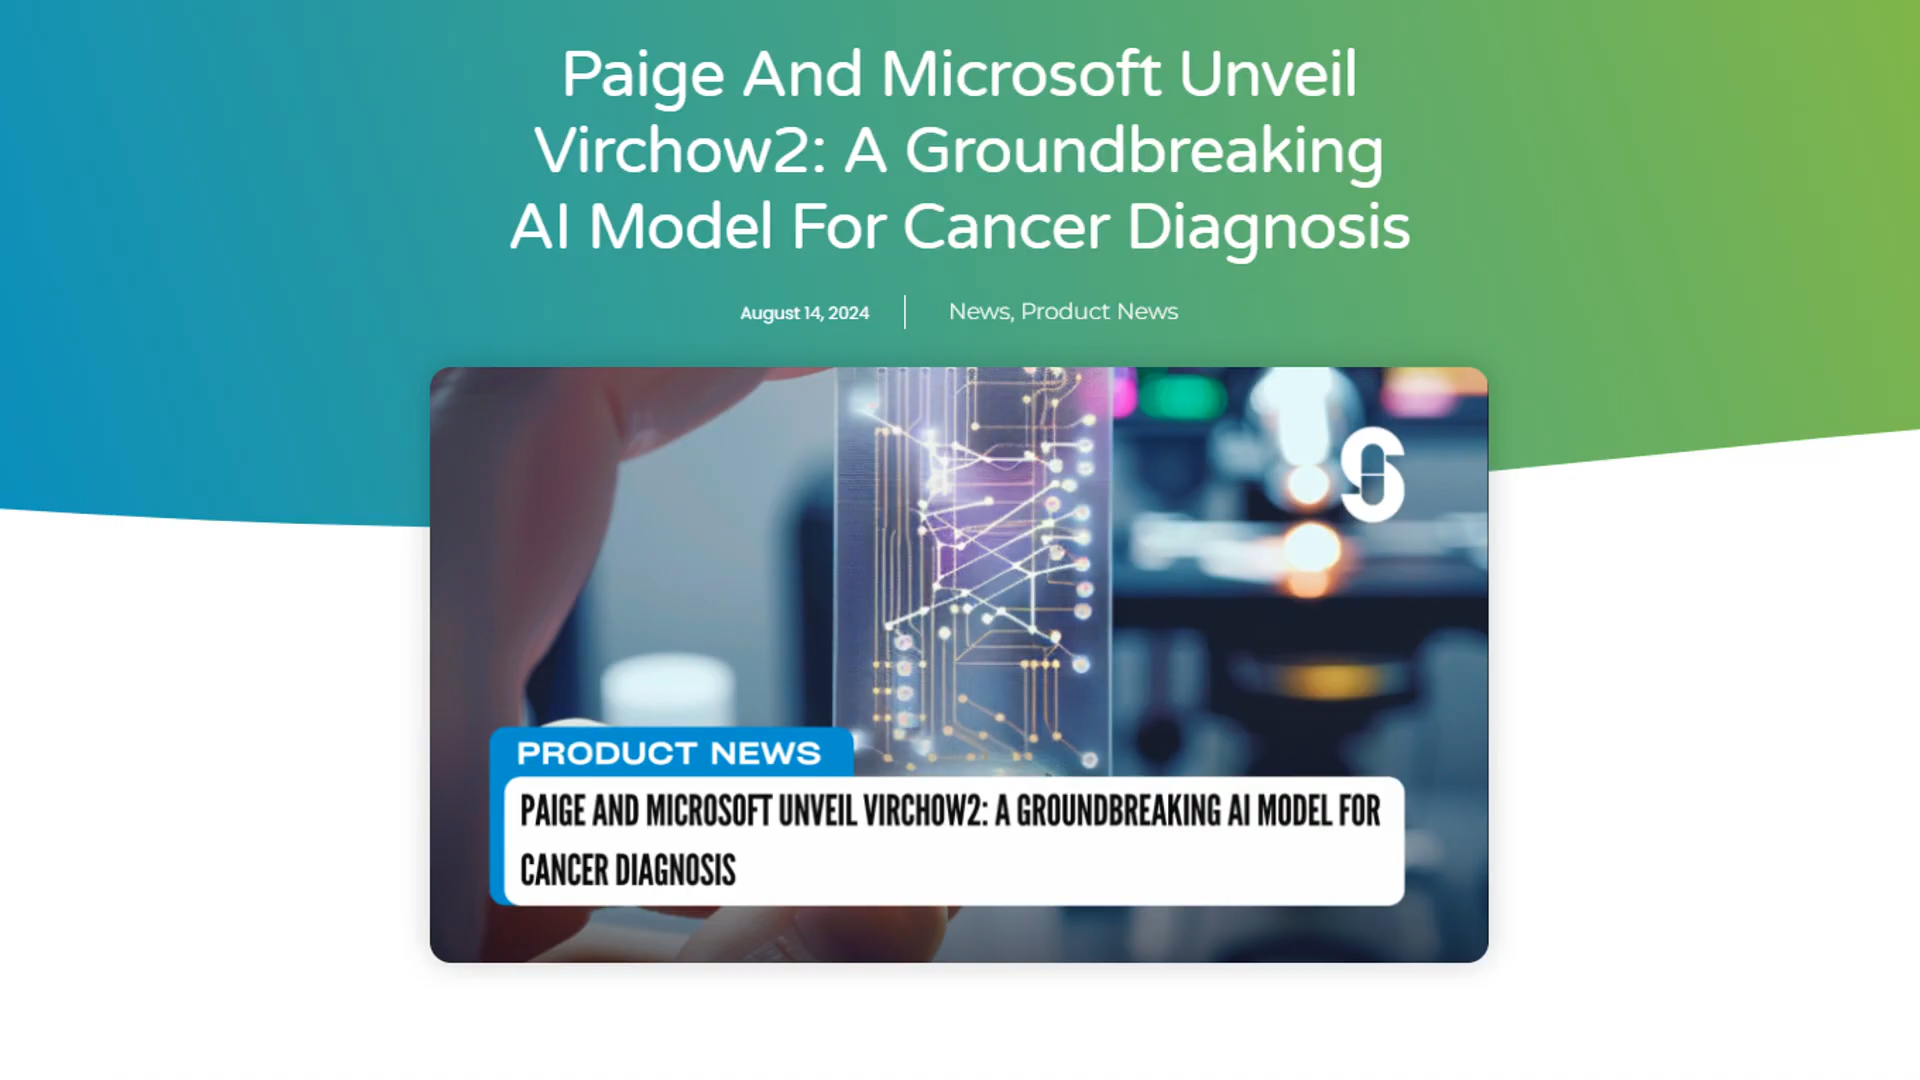 Paige And Microsoft Unveil
Virchow2: A Groundbreaking
AI Model For Cancer Diagnosis
August 14, 2024
News, Product News
PRODUCT NEWS
PAIGE AND MICROSOFT UNVEIL VIRCHOW2: A GROUNDBREAKING AI MODEL FOR
CANCER DIAGNOSIS